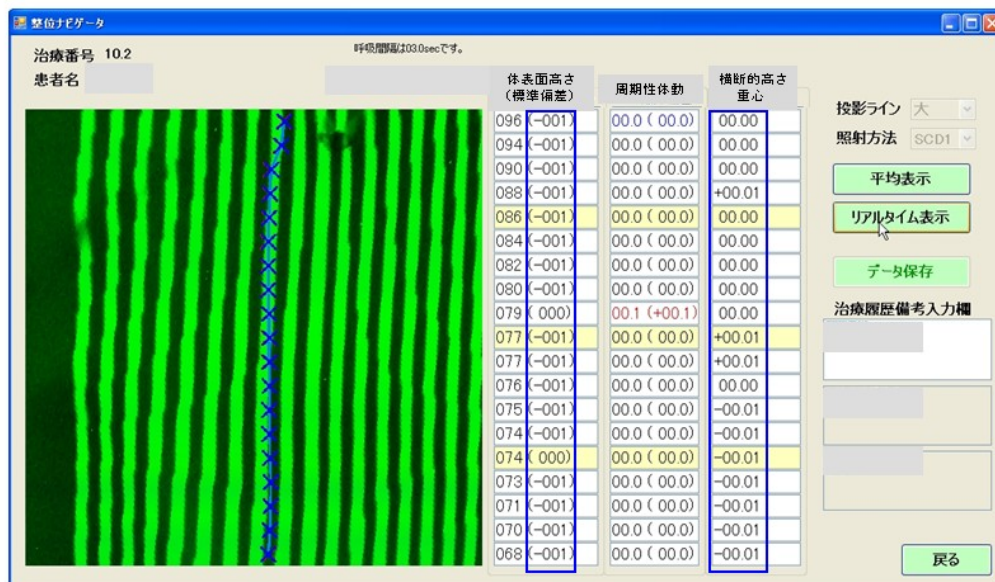 整位ナビゲータ
治療番号 10.2
呼吸間隔は03.0secです。
患者名
体表面高さ
(標準偏差)
周期性体動
横断的高さ
重心
096 (-001) 00.0 ( 00.0) 00.00
094 (-001) 00.0 ( 00.0) 00.00
090 (-001) 00.0 ( 00.0) 00.00
088 (-001) 00.0 ( 00.0) +00.01
086 (-001) 00.0 ( 00.0) 00.00
084 (-001) 00.0 ( 00.0) 00.00
082 (-001) 00.0 ( 00.0) 00.00
080 (-001) 00.0 ( 00.0) 00.00
079 ( 000) 00.1 (+00.1) 00.00
077 (-001) 00.0 ( 00.0) +00.01
077 (-001) 00.0 ( 00.0) +00.01
076 (-001) 00.0 ( 00.0) 00.00
075 (-001) 00.0 ( 00.0) -00.01
074 (-001) 00.0 ( 00.0) -00.01
074 ( 000) 00.0 ( 00.0) -00.01
073 (-001) 00.0 ( 00.0) -00.01
071 (-001) 00.0 ( 00.0) -00.01
070 (-001) 00.0 ( 00.0) -00.01
068 (-001) 00.0 ( 00.0) -00.01
投影ライン 大
照射方法 SCD1
平均表示
リアルタイム表示
データ保存
治療履歴備考入力欄
戻る